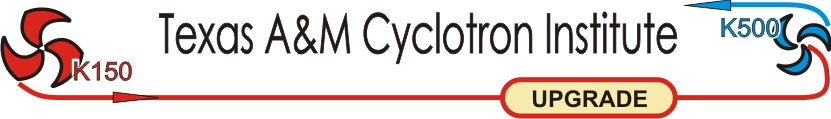 Texas A&M Cyclotron Institute
K500
K150
UPGRADE